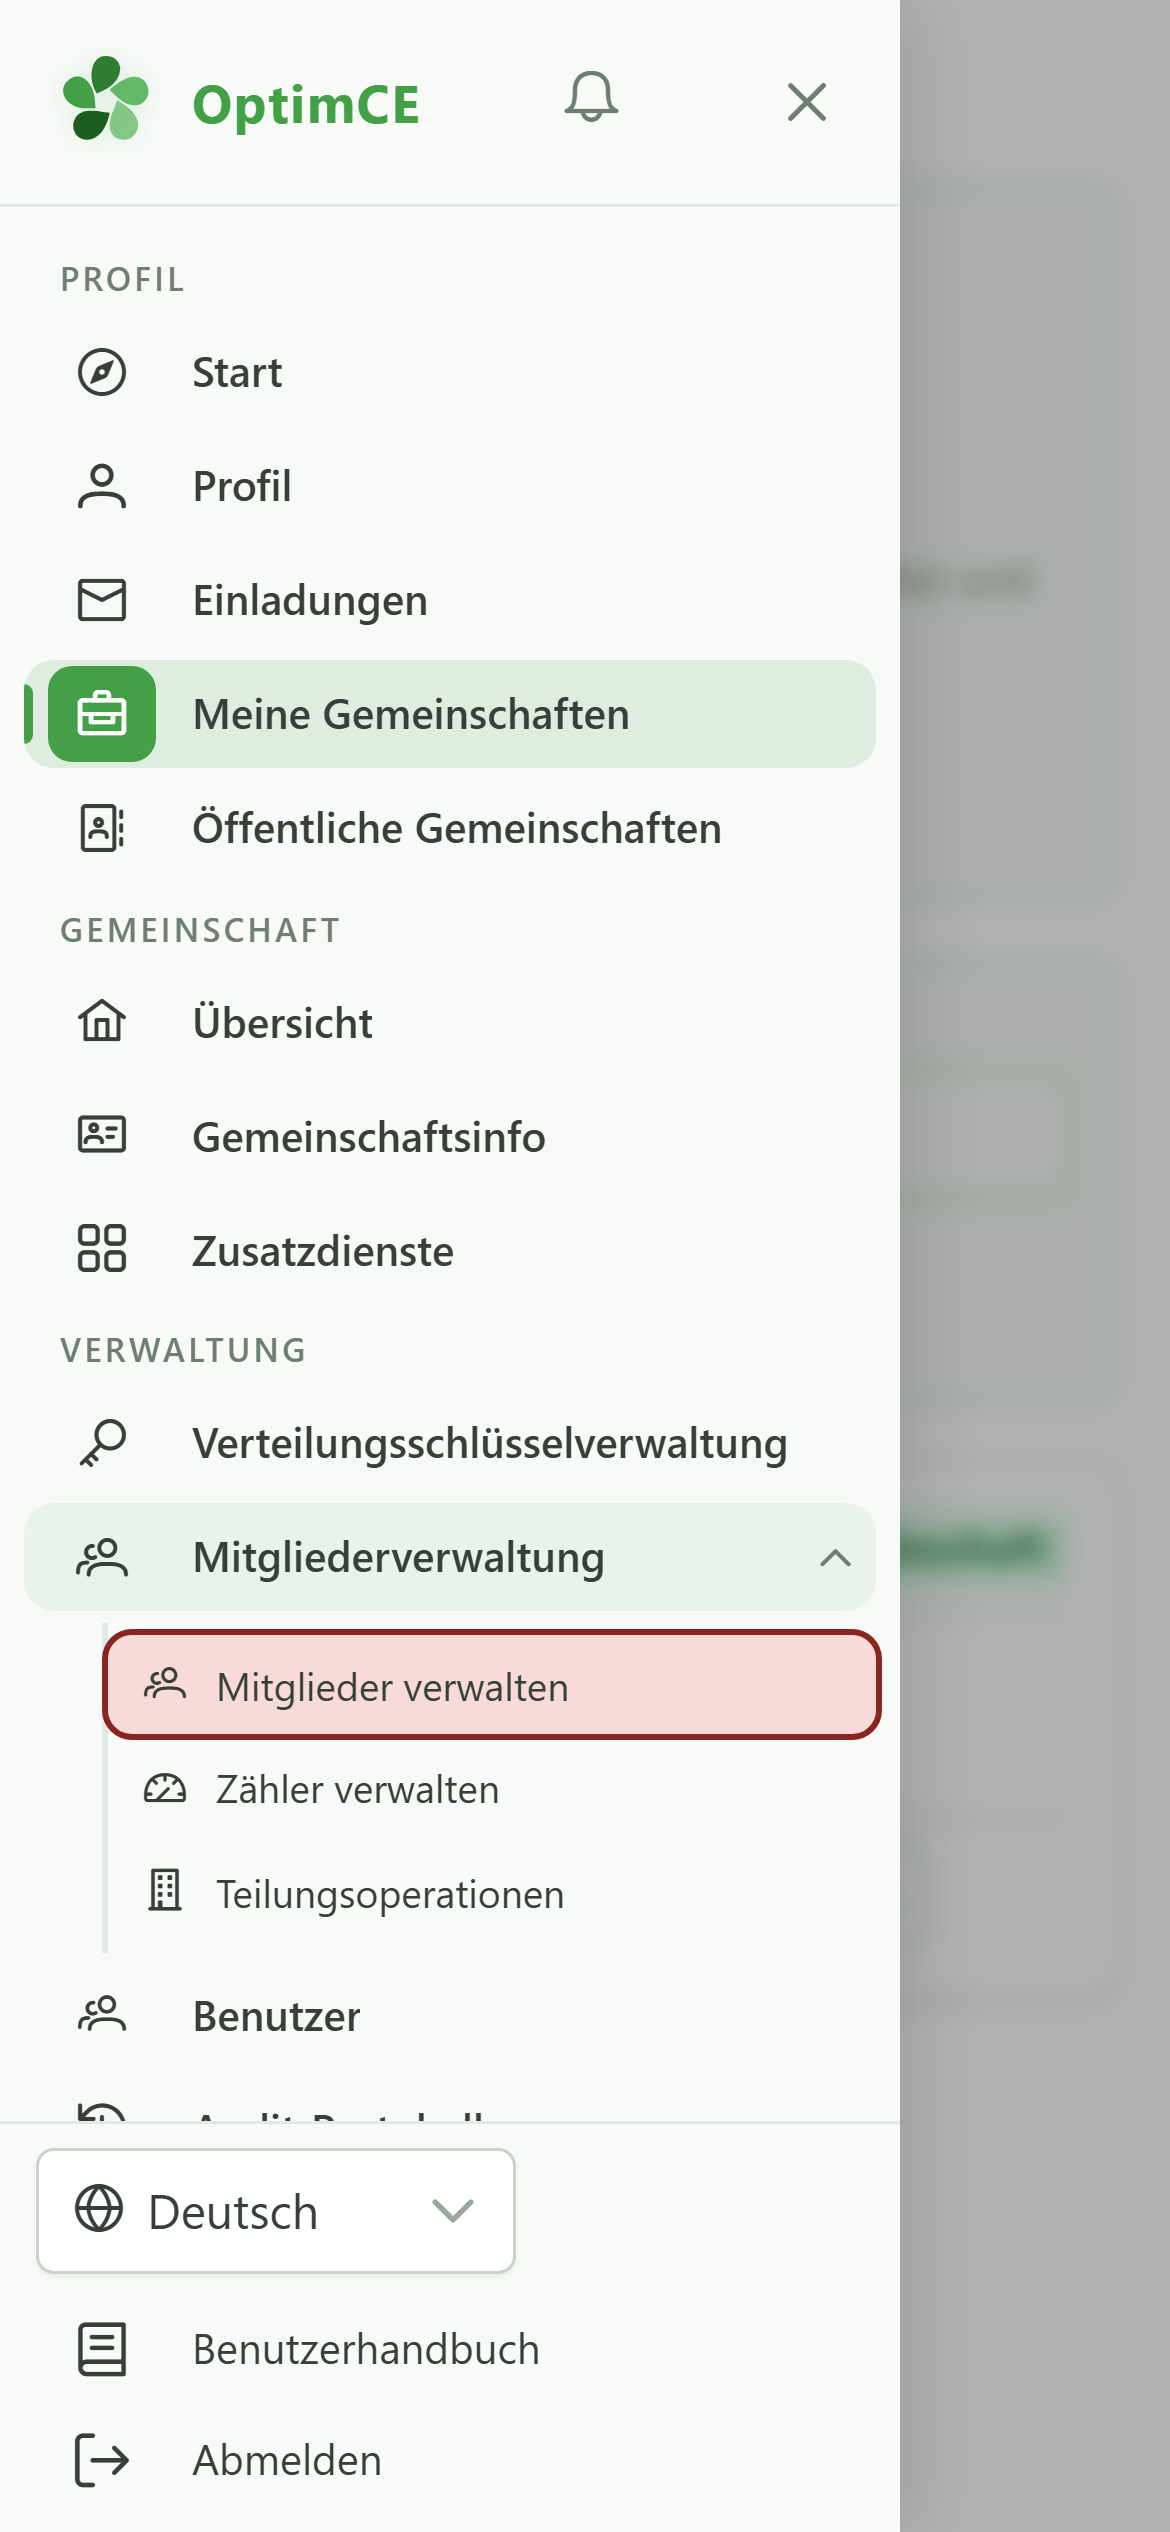 OptimCE
PROFIL
Start
Profil
Einladungen
Meine Gemeinschaften
Öffentliche Gemeinschaften
GEMEINSCHAFT
Übersicht
Gemeinschaftsinfo
Zusatzdienste
VERWALTUNG
Verteilungsschlüsselverwaltung
Mitgliederverwaltung
Mitglieder verwalten
Zähler verwalten
Teilungsoperationen
Benutzer
Deutsch
Benutzerhandbuch
Abmelden